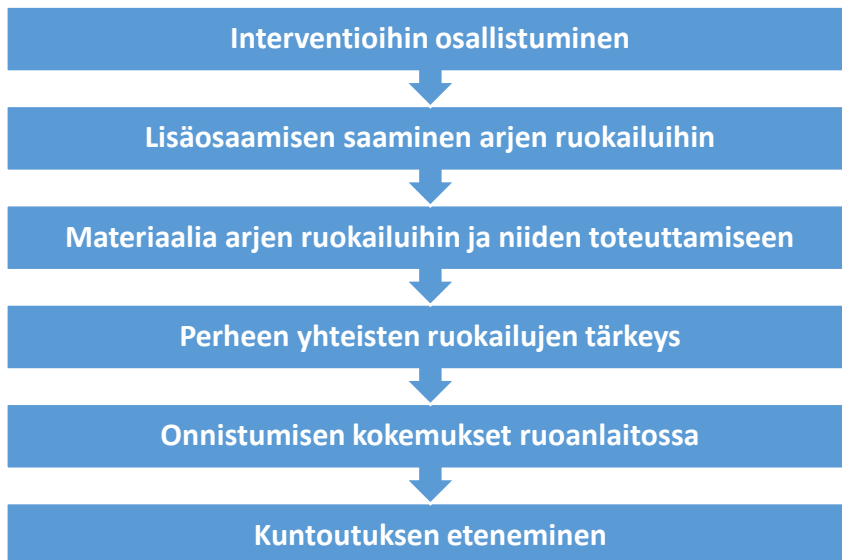 Interventioihin osallistuminen
Lisäosaamisen saaminen arjen ruokailuihin
Materiaalia arjen ruokailuihin ja niiden toteuttamiseen
Perheen yhteisten ruokailujen tärkeys
Onnistumisen kokemukset ruoanlaitossa
Kuntoutuksen eteneminen